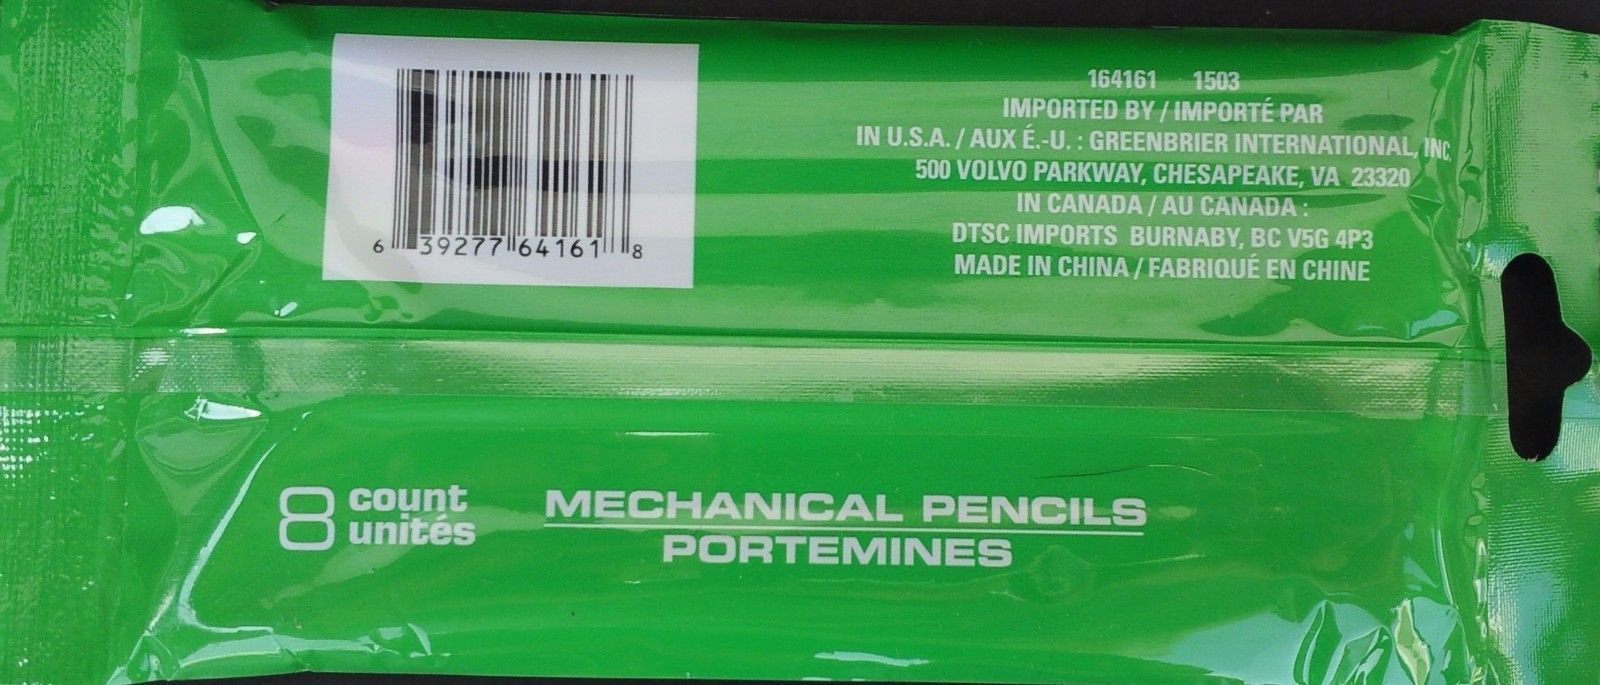 6 39277 64161 8
164161 1503
IMPORTED BY / IMPORTÉ PAR
IN U.S.A. / AUX É.-U. : GREENBRIER INTERNATIONAL, INC.
500 VOLVO PARKWAY, CHESAPEAKE, VA 23320
IN CANADA / AU CANADA :
DTSC IMPORTS BURNABY, BC V5G 4P3
MADE IN CHINA / FABRIQUÉ EN CHINE
8 count
unités
MECHANICAL PENCILS
PORTEMINES